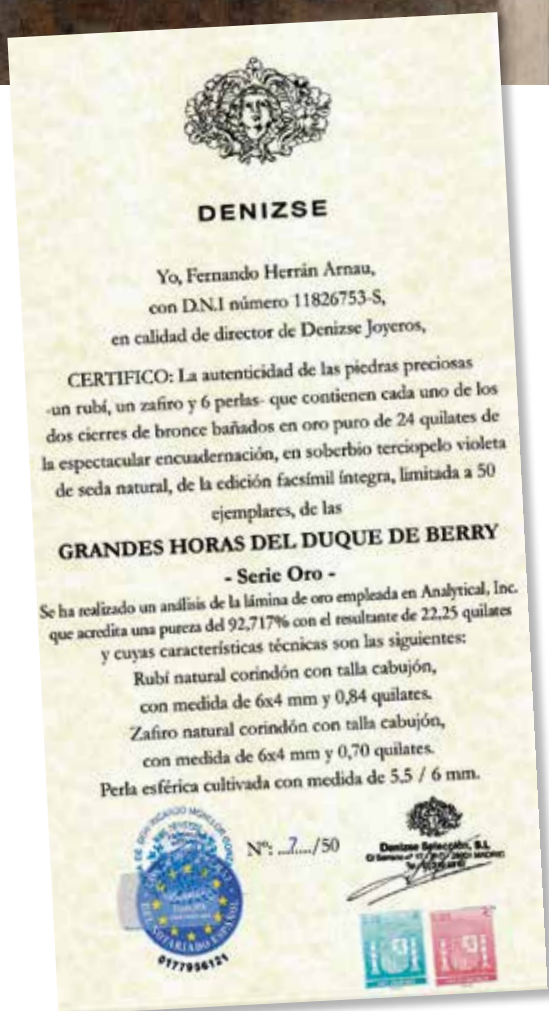 DENIZSE
Yo, Fernando Herrán Arnau,
con D.N.I número 11826753-S,
en calidad de director de Denizse Joyeros,
CERTIFICO: La autenticidad de las piedras preciosas
-un rubí, un zafiro y 6 perlas- que contienen cada uno de los
dos cierres de bronce bañados en oro puro de 24 quilates de
la espectacular encuadernación, en soberbio terciopelo violeta
de seda natural, de la edición facsímil íntegra, limitada a 50
ejemplares, de las
GRANDES HORAS DEL DUQUE DE BERRY
- Serie Oro -
Se ha realizado un análisis de la lámina de oro empleada en Analytical, Inc.
que acredita una pureza del 92,717% con el resultante de 22,25 quilates
y cuyas características técnicas son las siguientes:
Rubí natural corindón con talla cabujón,
con medida de 6x4 mm y 0,84 quilates.
Zafiro natural corindón con talla cabujón,
con medida de 6x4 mm y 0,70 quilates.
Perla esférica cultivada con medida de 5,5 / 6 mm.
Nº: ...7..../50
DEL NOTARIADO ESPAÑOL
0177956121
Denizse Selección, S.L.
MADRID